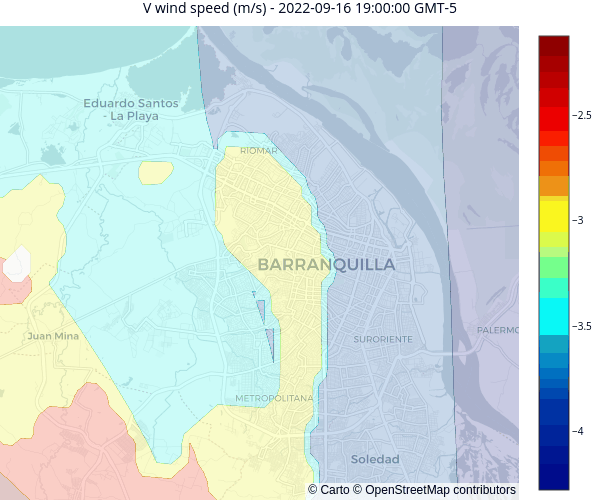 V wind speed (m/s) - 2022-09-16 19:00:00 GMT-5
Eduardo Santos
- La Playa
RIOMAR
−2.5
−3
BARRANQUILLA
−3.5
Juan Mina
SURORIENTE
PALERMO
METROPOLITANA
−4
Soledad
© Carto © OpenStreetMap contributors